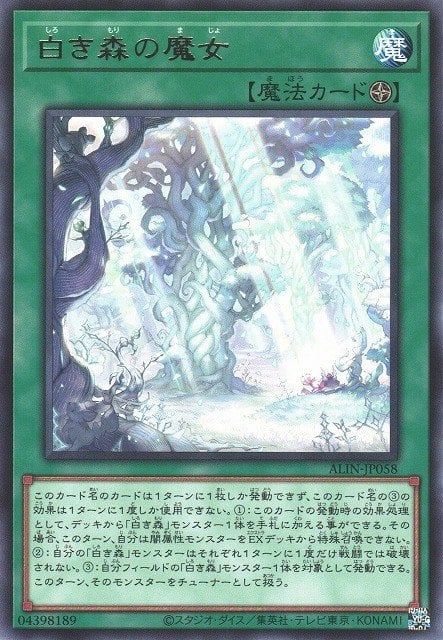 白き森の魔女
魔
【魔法カード】
ALIN-JP058
このカード名のカードは1ターンに1枚しか発動できず、このカード名の③の
効果は1ターンに1度しか使用できない。①：このカードの発動時の効果処理
として、デッキから「白き森」モンスター1体を手札に加える事ができる。その
場合、このターン、自分は闇属性モンスターをEXデッキから特殊召喚できない。
②：自分の「白き森」モンスターはそれぞれ1ターンに1度だけ戦闘では破壊
されない。③：自分フィールドの「白き森」モンスター1体を対象として発動できる。
このターン、そのモンスターをチューナーとして扱う。
04398189
©スタジオ・ダイス／集英社・テレビ東京・KONAMI